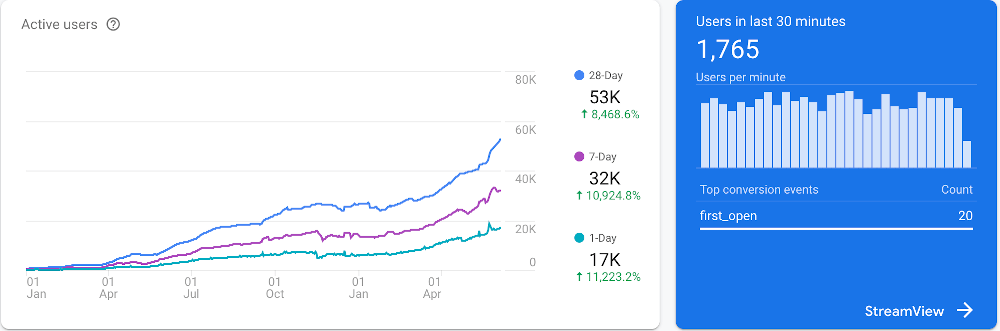 Active users
80K
60K
40K
20K
0
01 01 01 01 01 01
Jan Apr Jul Oct Jan Apr
28-Day
53K
↑ 8,468.6%
7-Day
32K
↑ 10,924.8%
1-Day
17K
↑ 11,223.2%
Users in last 30 minutes
1,765
Users per minute
Top conversion events Count
first_open 20
StreamView →